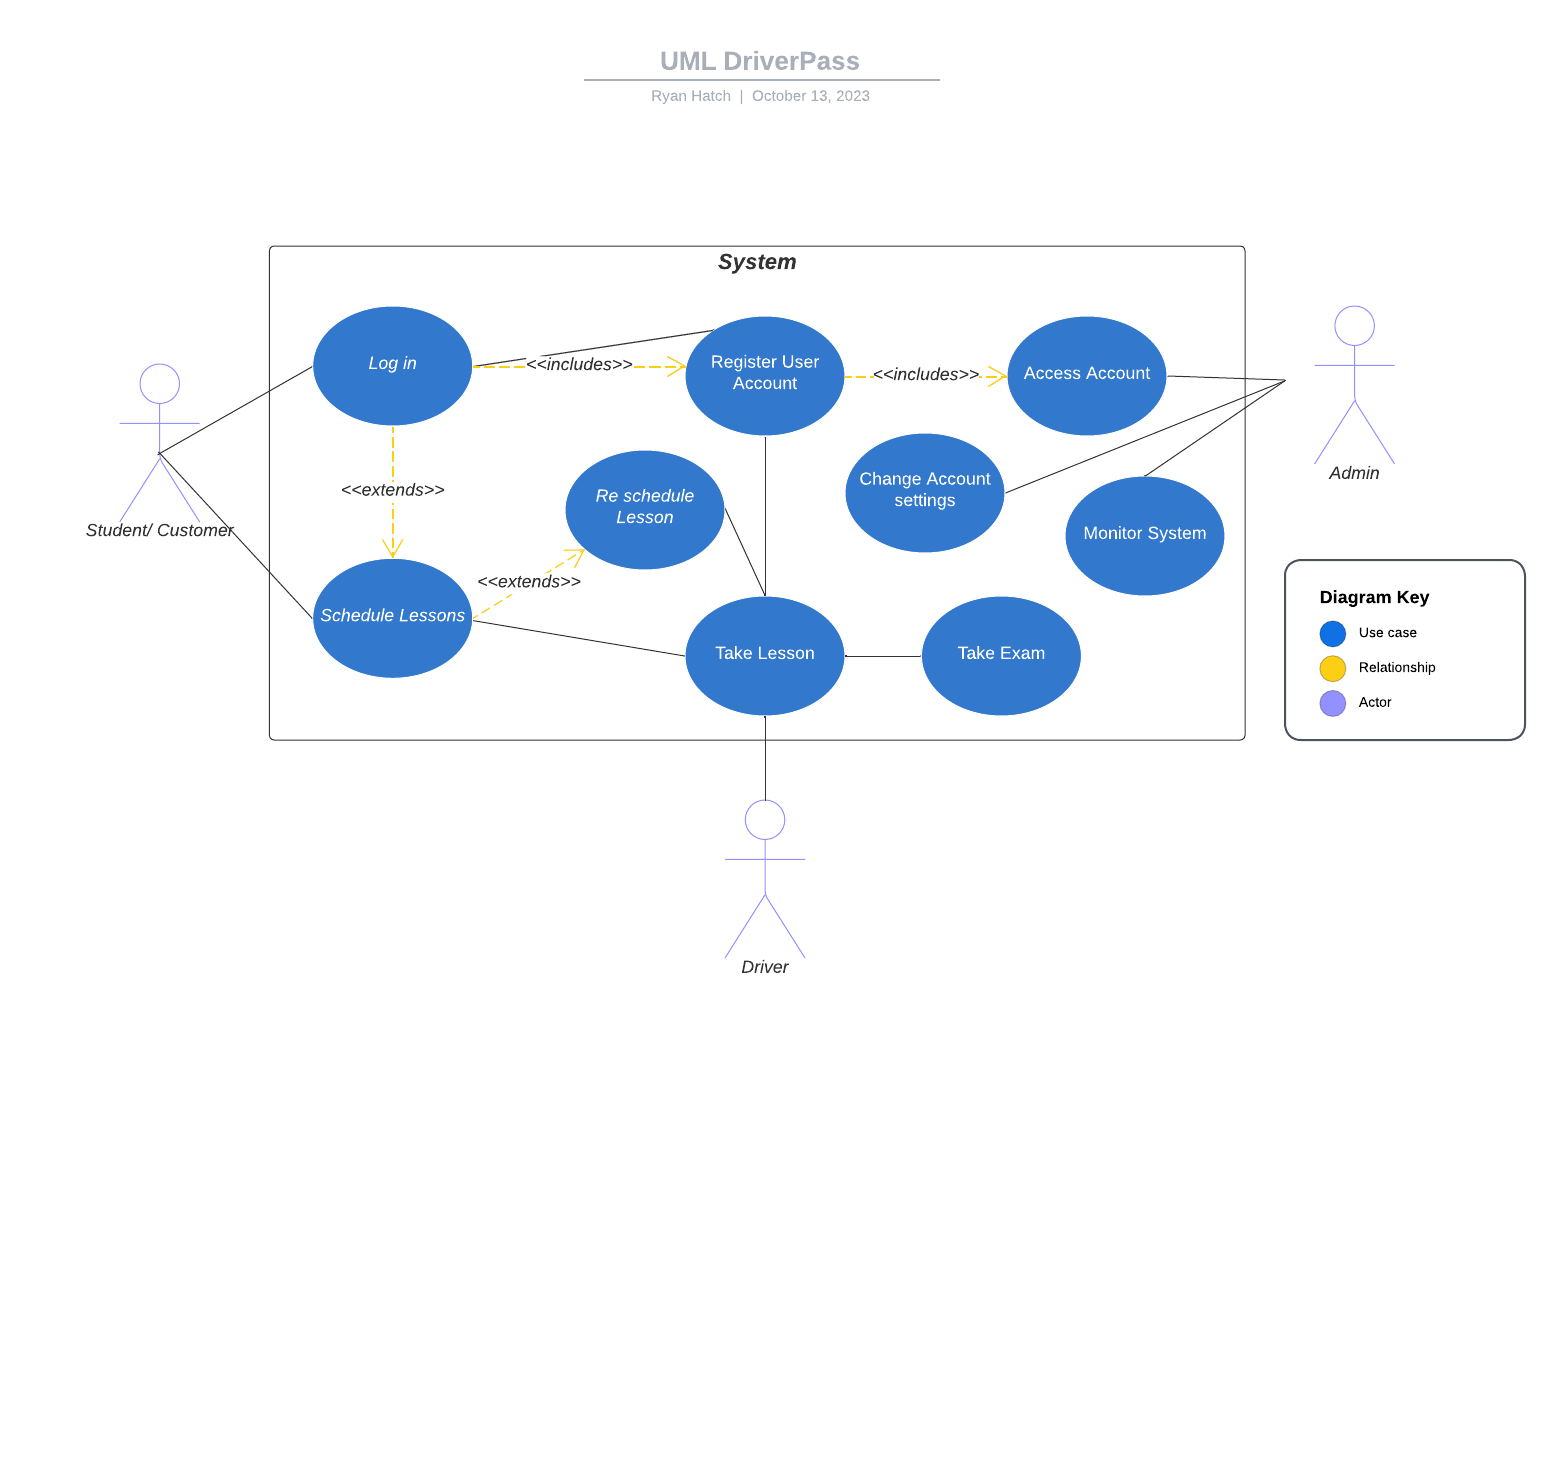 UML DriverPass
Ryan Hatch | October 13, 2023
System
Log in
<<includes>>
Register User
Account
<<includes>>
Access Account
Student/ Customer
Admin
<<extends>>
Re schedule
Lesson
Change Account
settings
Monitor System
<<extends>>
Schedule Lessons
Take Lesson
Take Exam
Diagram Key
Use case
Relationship
Actor
Driver